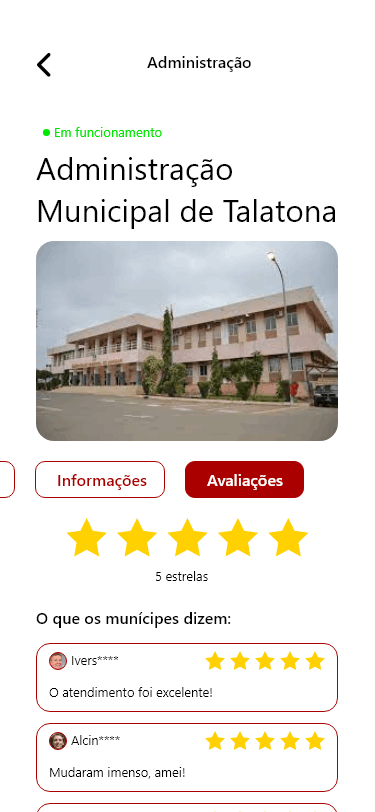 Administração
Em funcionamento
Administração
Municipal de Talatona
Informações
Avaliações
5 estrelas
O que os munícipes dizem:
Ivers****
O atendimento foi excelente!
Alcin****
Mudaram imenso, amei!